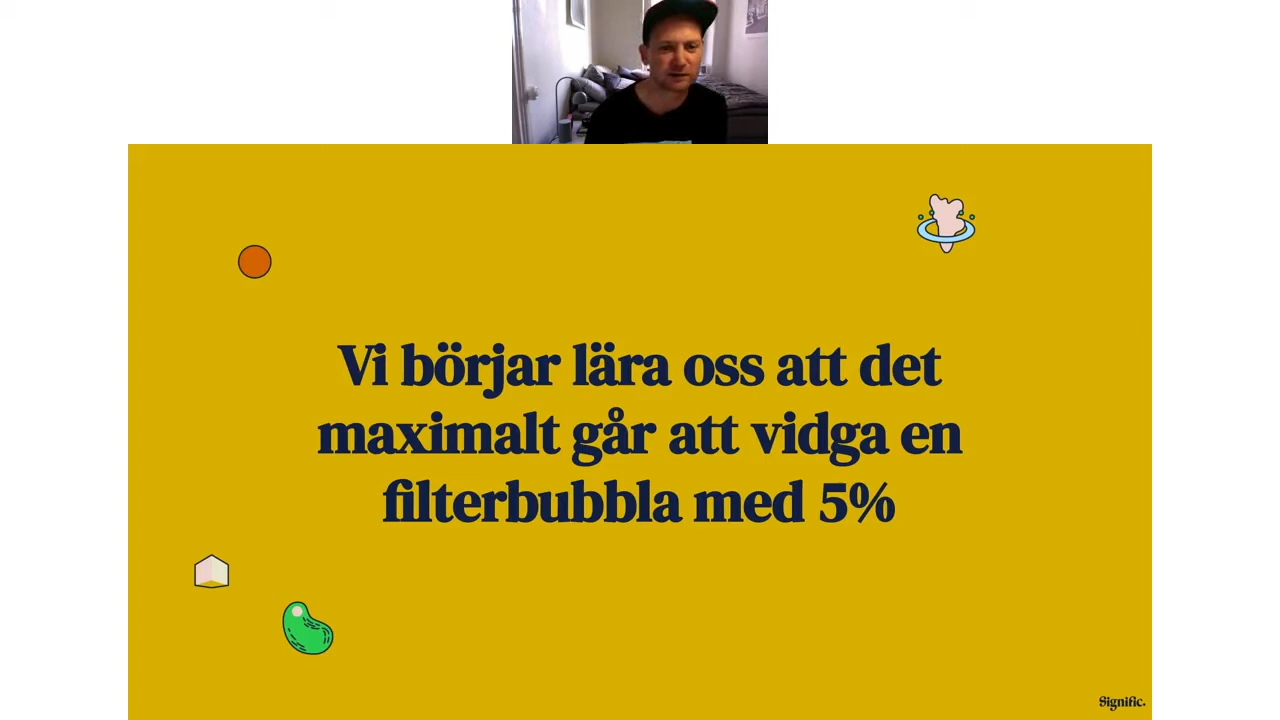 Vi börjar lära oss att det
maximalt går att vidga en
filterbubbla med 5%
Signific.